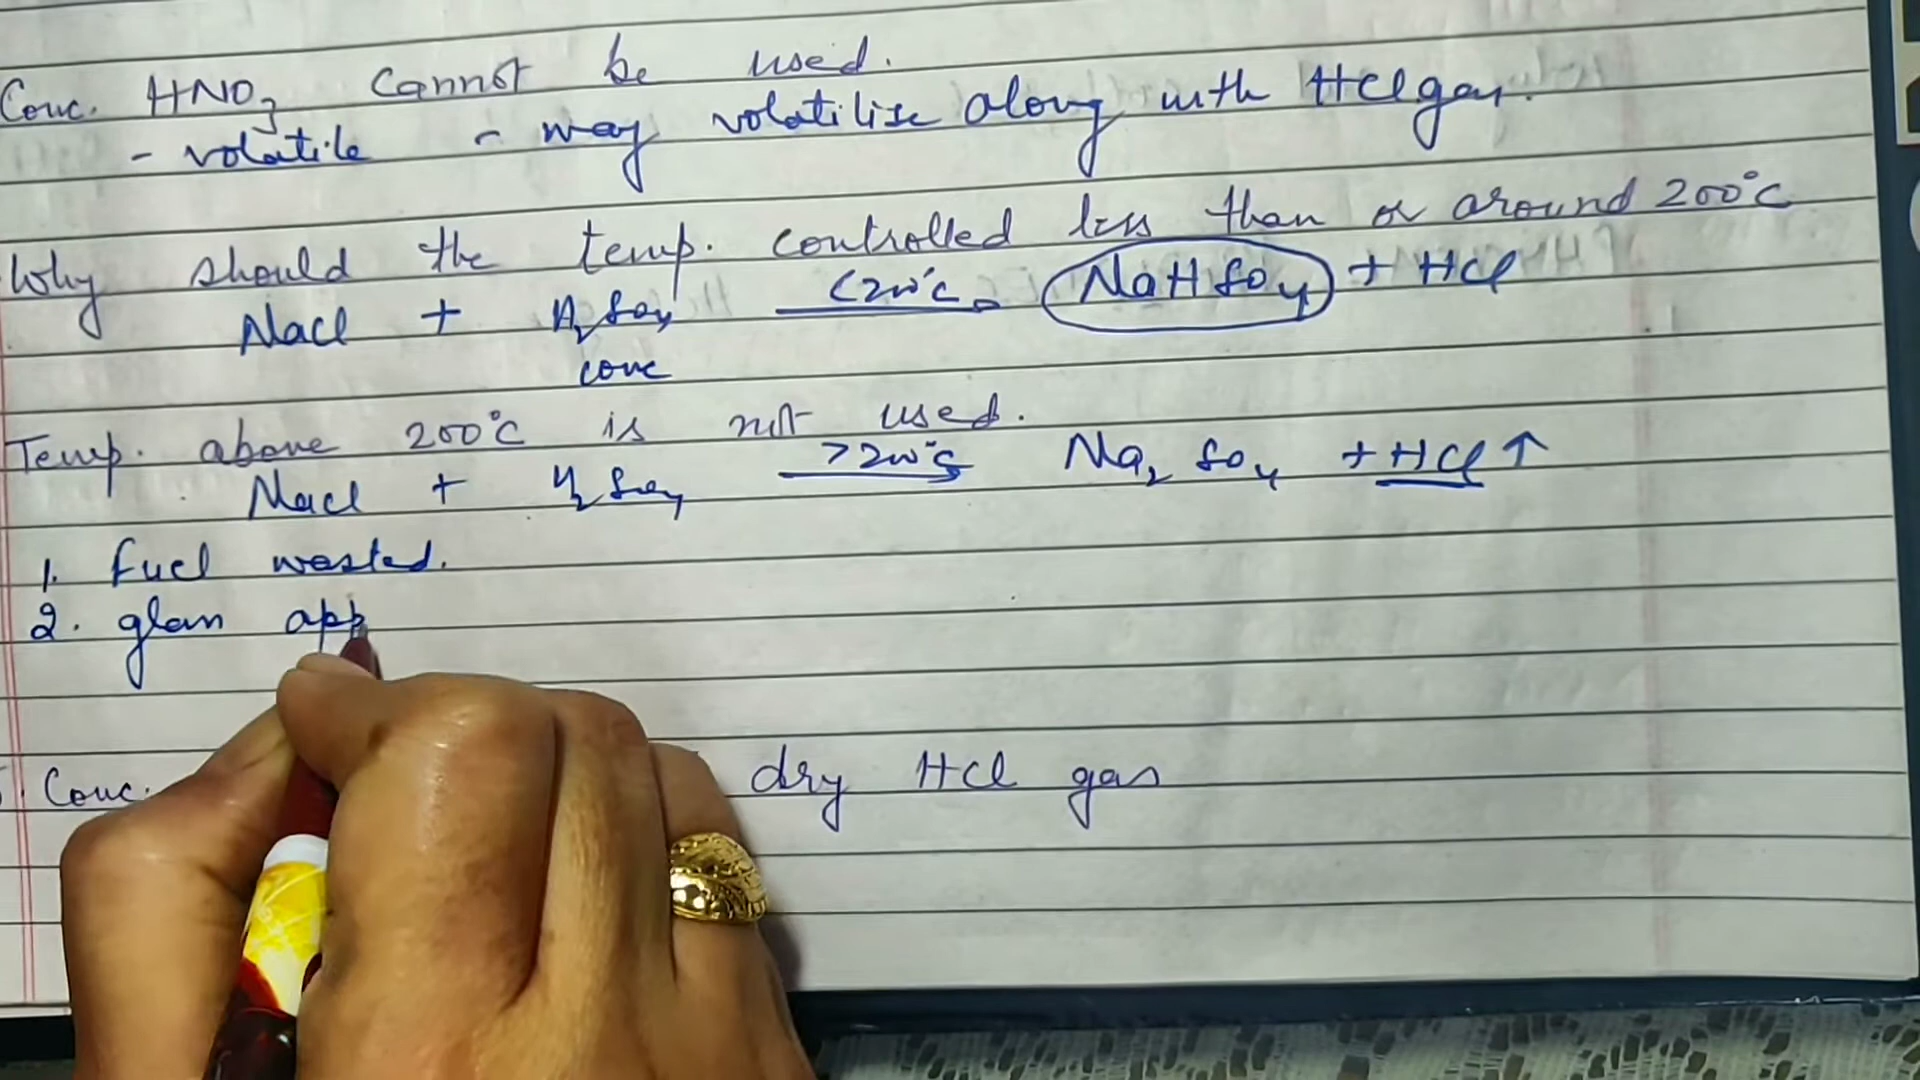 Conc. HNO3 cannot be used.
- volatile - may volatilise along with HCl gas.
Why should the temp. controlled less than or around 200°C
NaCl + H2SO4 <200°C NaHSO4 + HCl
conc
Temp. above 200°C is not used.
NaCl + H2SO4 >200°C Na2SO4 + HCl ↑
1. fuel wasted.
2. glass app
Conc. dry HCl gas